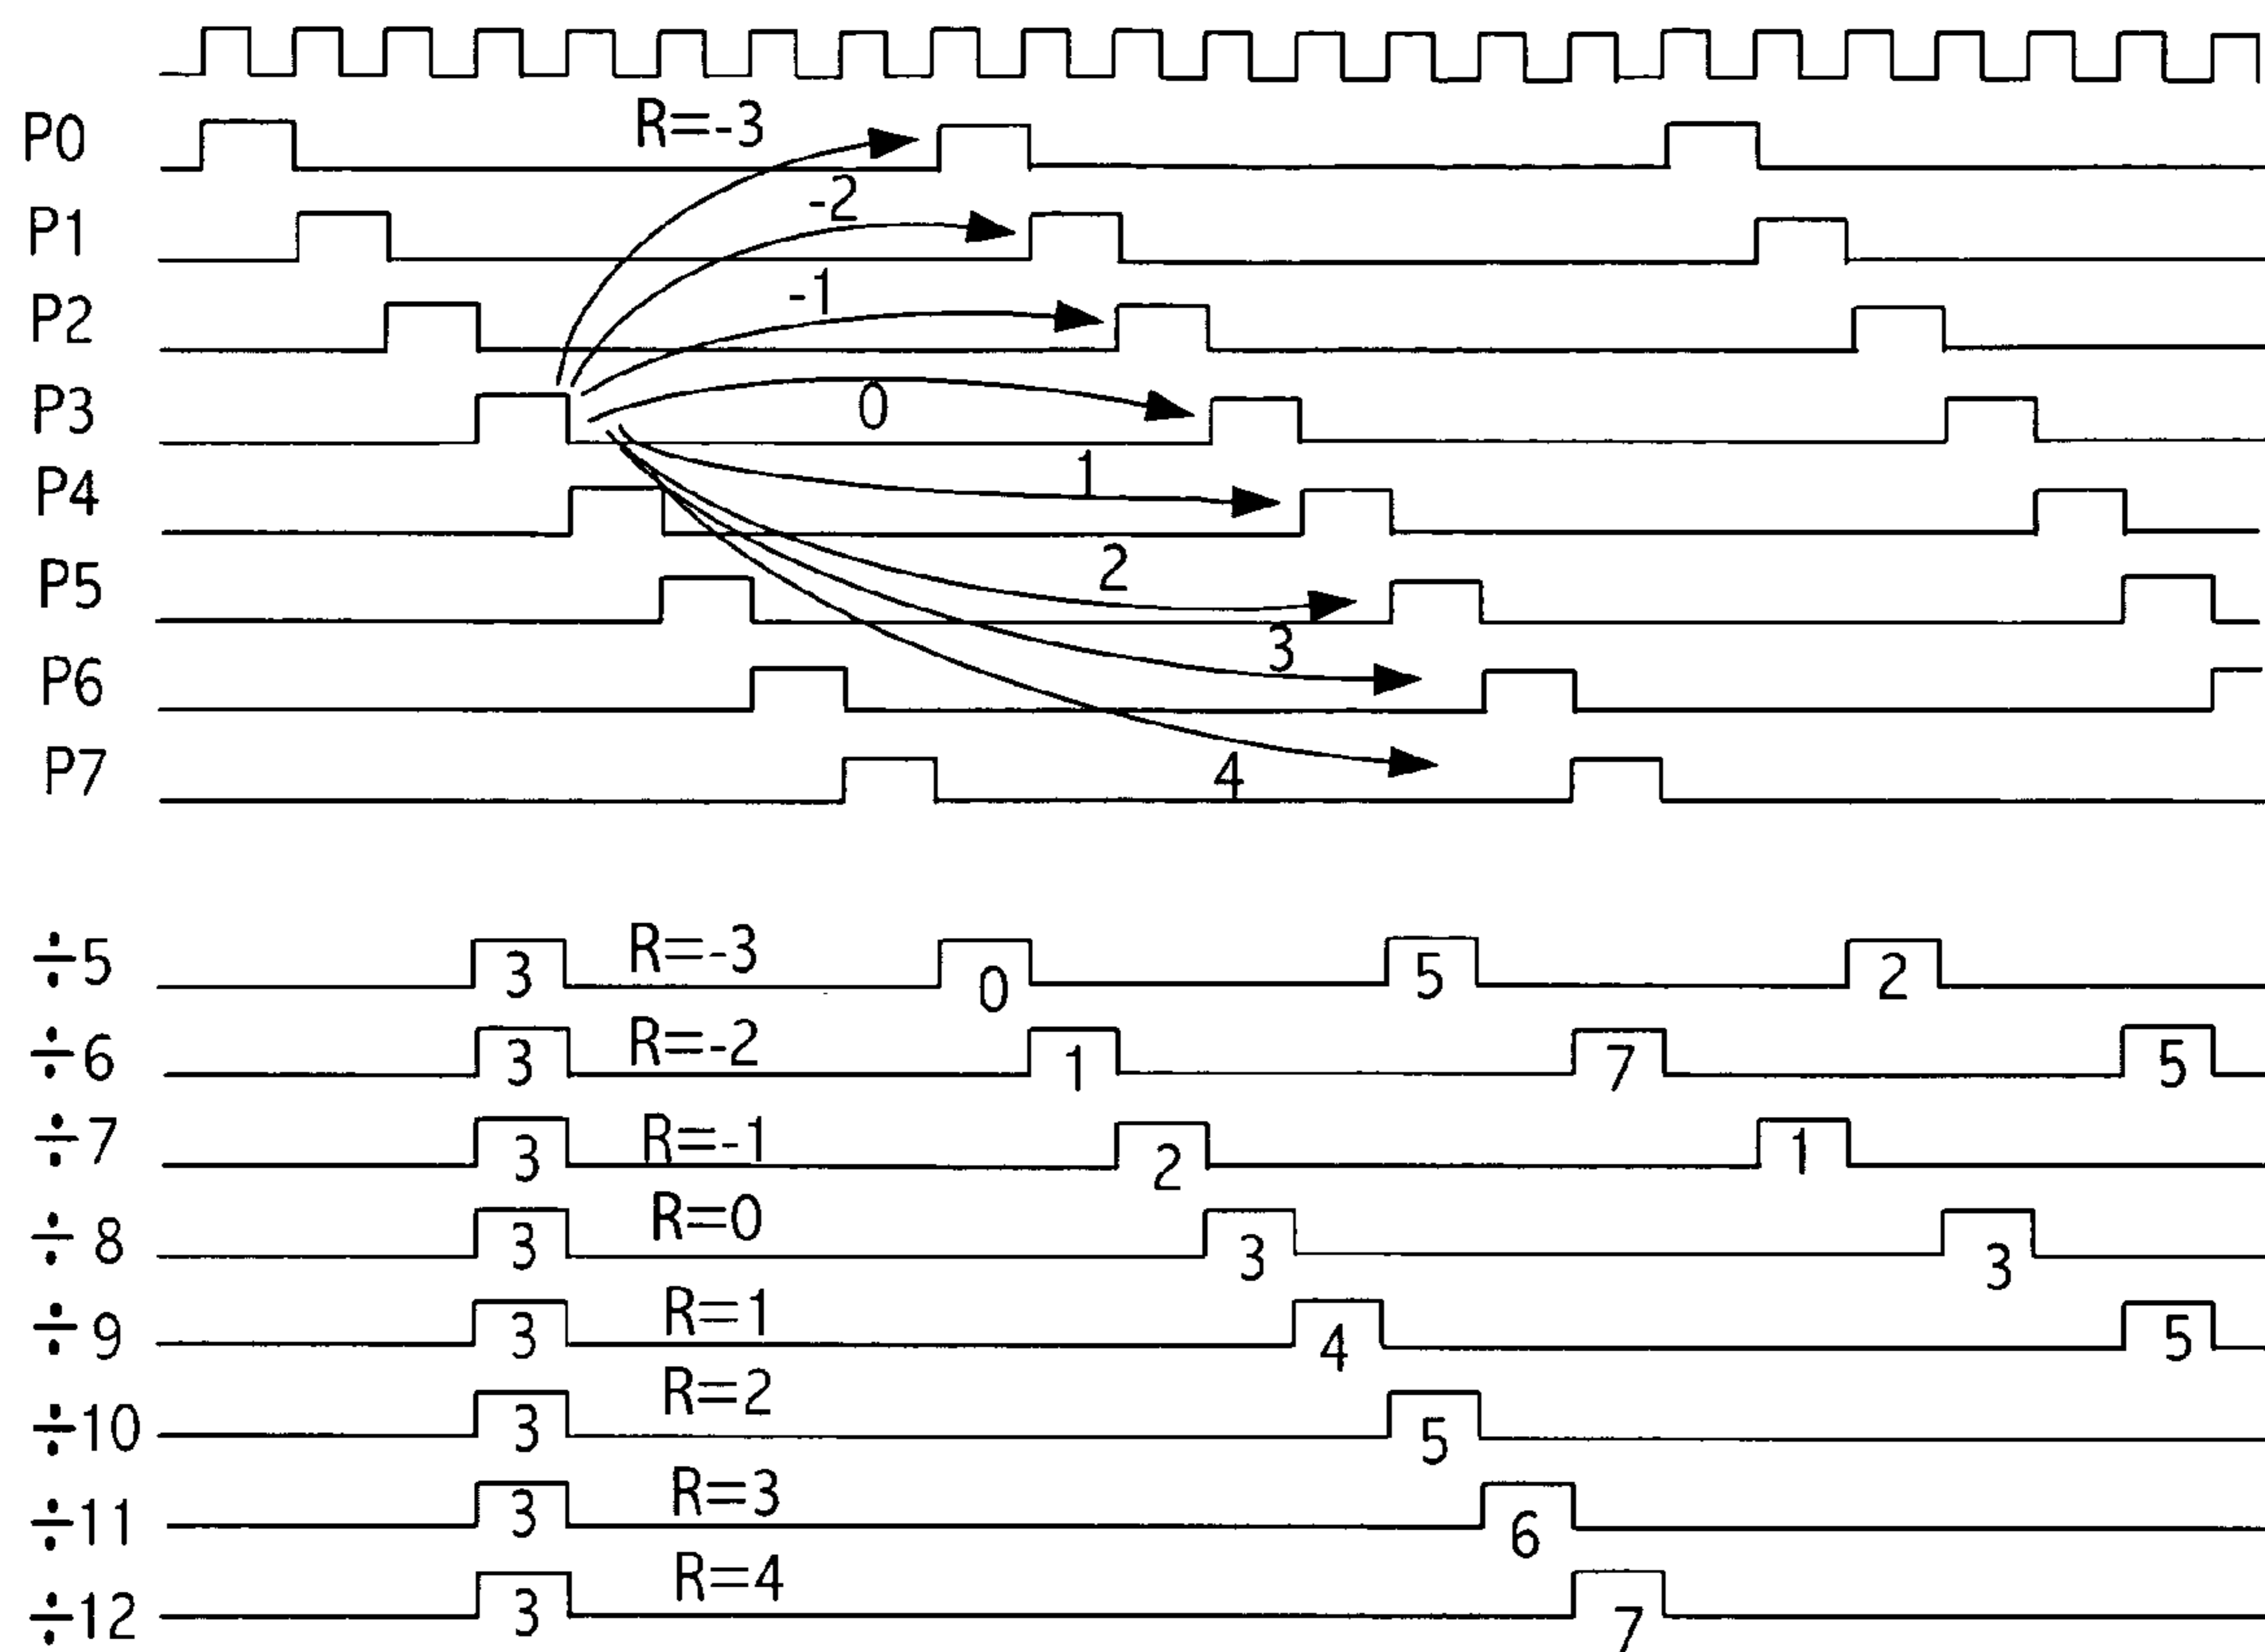 P0 R=-3
P1 -2
P2 -1
P3 0
P4 1
P5 2
P6 3
P7 4
÷5 3 R=-3 0 5 2
÷6 3 R=-2 1 7 5
÷7 3 R=-1 2 1
÷8 3 R=0 3 3
÷9 3 R=1 4 5
÷10 3 R=2 5
÷11 3 R=3 6
÷12 3 R=4 7